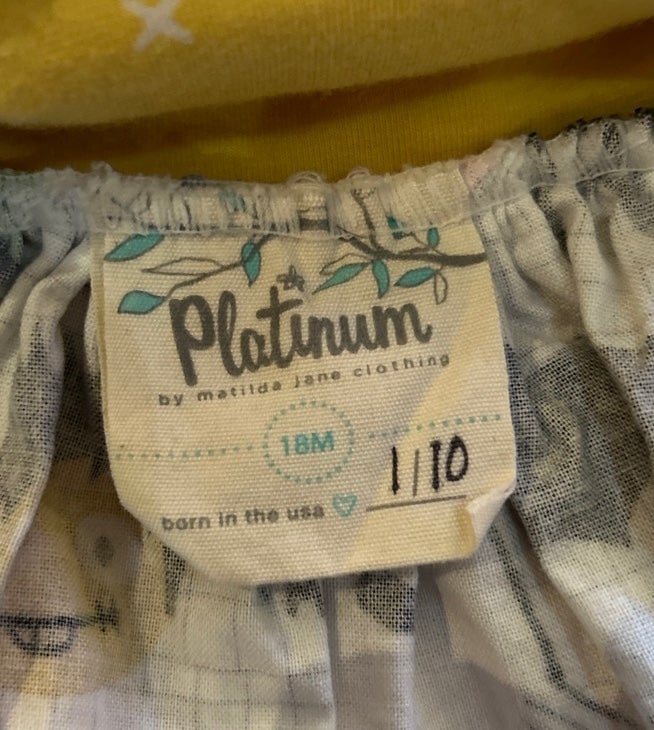 Platinum
by matilda jane clothing
18M
1/10
born in the usa